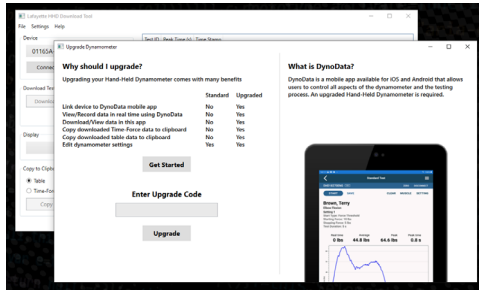 Lafayette HHD Download Tool
File Settings Help
Device
Test ID Peak Time (s) Time Stamp
01165A-
Connec
Download Tes
Downlo
Display
Copy to Clipbo
Table
Time-For
Copy
Upgrade Dynamometer
Why should I upgrade?
Upgrading your Hand-Held Dynamometer comes with many benefits
Standard Upgraded
Link device to DynoData mobile app No Yes
View/Record data in real time using DynoData No Yes
Download/View data in this app No Yes
Copy downloaded Time-Force data to clipboard No Yes
Copy downloaded table data to clipboard No Yes
Edit dynamometer settings Yes Yes
Get Started
Enter Upgrade Code
Upgrade
What is DynoData?
DynoData is a mobile app available for iOS and Android that allows
users to control all aspects of the dynamometer and the testing
process. An upgraded Hand-Held Dynamometer is required.
Standard Test
START
Brown, Terry
Elbow Flexion
0 lbs 44.8 lbs 64.6 lbs 0.8 s